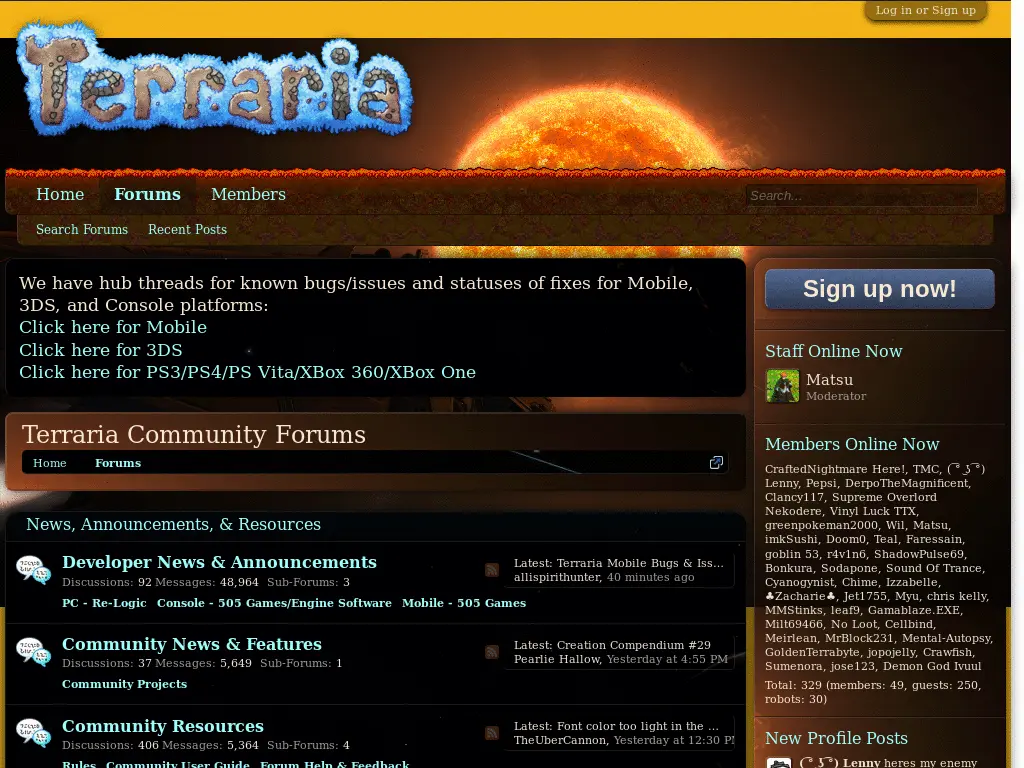 Log in or Sign up
Terraria
Home Forums Members
Search...
Search Forums Recent Posts
We have hub threads for known bugs/issues and statuses of fixes for Mobile,
3DS, and Console platforms:
Click here for Mobile
Click here for 3DS
Click here for PS3/PS4/PS Vita/XBox 360/XBox One
Terraria Community Forums
Home Forums
News, Announcements, & Resources
Developer News & Announcements
Discussions: 92 Messages: 48,964 Sub-Forums: 3
PC - Re-Logic Console - 505 Games/Engine Software Mobile - 505 Games
Latest: Terraria Mobile Bugs & Iss...
allispirithunter, 40 minutes ago
Community News & Features
Discussions: 37 Messages: 5,649 Sub-Forums: 1
Community Projects
Latest: Creation Compendium #29
Pearlie Hallow, Yesterday at 4:55 PM
Community Resources
Discussions: 406 Messages: 5,364 Sub-Forums: 4
Rules Community User Guide Forum Help & Feedback
Latest: Font color too light in the ...
TheUberCannon, Yesterday at 12:30 PM
Sign up now!
Staff Online Now
Matsu
Moderator
Members Online Now
CraftedNightmare Here!, TMC, ( ͡° ͜ʖ ͡°)
Lenny, Pepsi, DerpoTheMagnificent,
Clancy117, Supreme Overlord
Nekodere, Vinyl Luck TTX,
greenpokeman2000, Wil, Matsu,
imkSushi, Doom0, Teal, Faressain,
goblin 53, r4v1n6, ShadowPulse69,
Bonkura, Sodapone, Sound Of Trance,
Cyanogynist, Chime, Izzabelle,
♣Zacharie♣, Jet1755, Myu, chris kelly,
MMStinks, leaf9, Gamablaze.EXE,
Milt69466, No Loot, Cellbind,
Meirlean, MrBlock231, Mental-Autopsy,
GoldenTerrabyte, jopojelly, Crawfish,
Sumenora, jose123, Demon God Ivuul
Total: 329 (members: 49, guests: 250,
robots: 30)
New Profile Posts
( ͡° ͜ʖ ͡°) Lenny heres my enemy